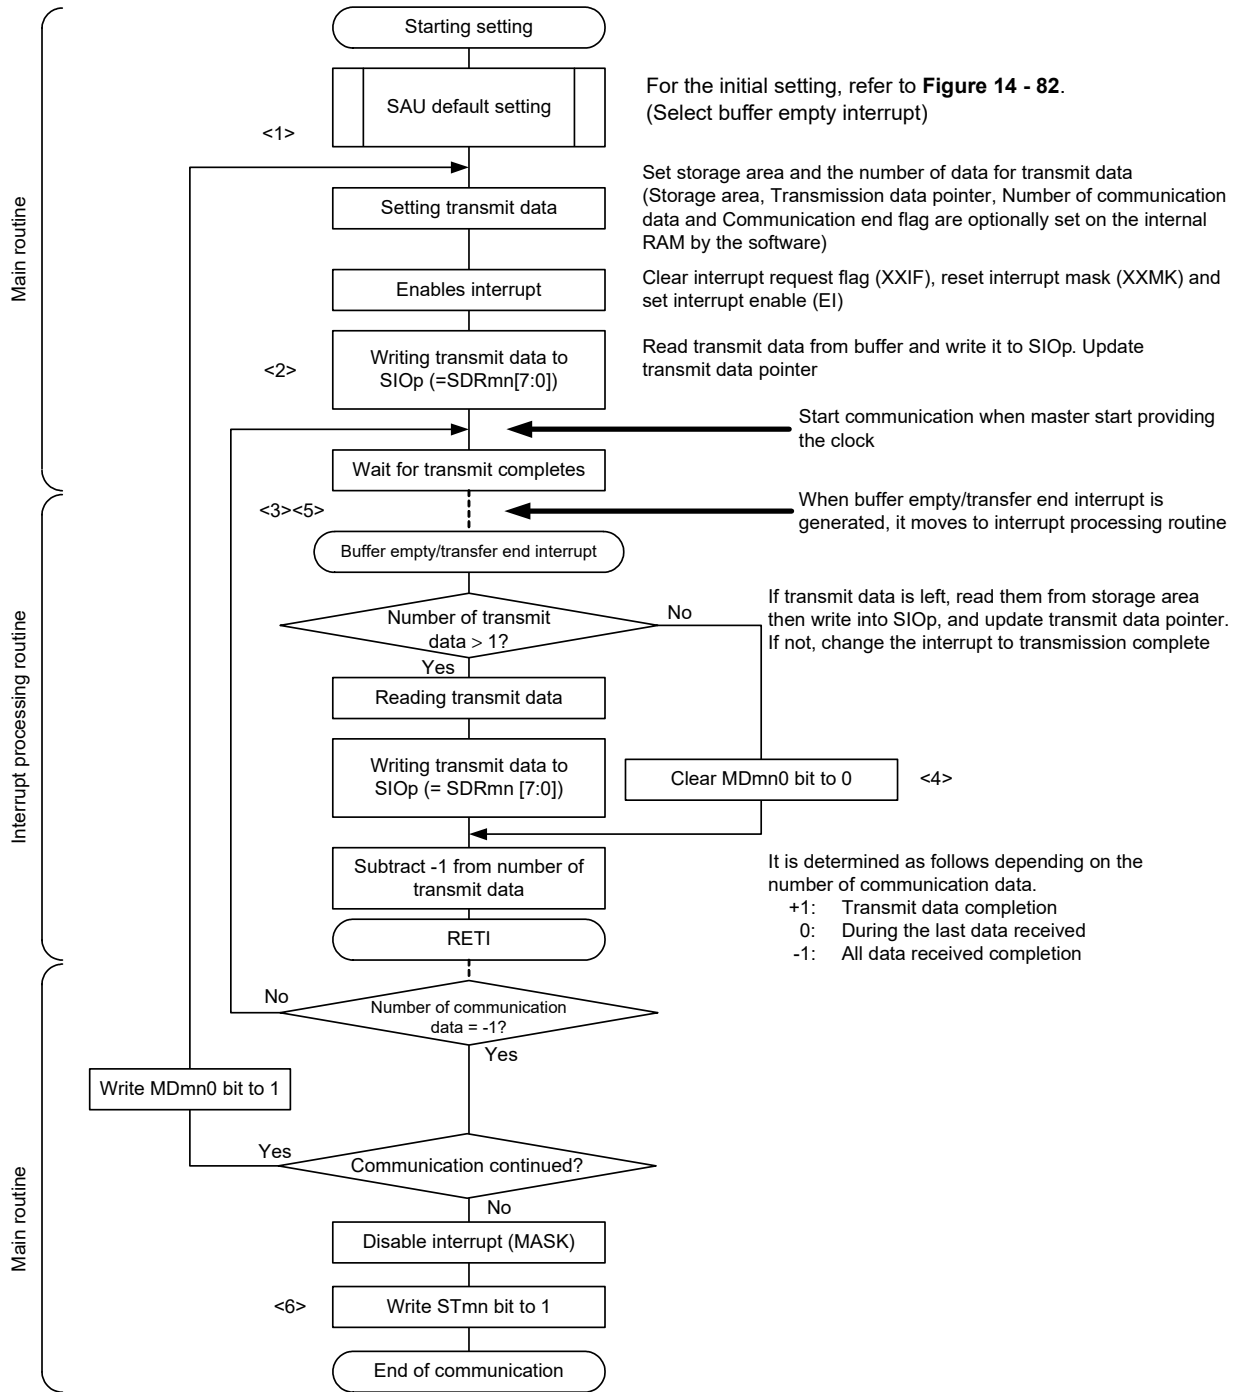 Starting setting
SAU default setting
For the initial setting, refer to Figure 14 - 82.
(Select buffer empty interrupt)
<1>
Main routine
Setting transmit data
Set storage area and the number of data for transmit data
(Storage area, Transmission data pointer, Number of communication
data and Communication end flag are optionally set on the internal
RAM by the software)
Enables interrupt
Clear interrupt request flag (XXIF), reset interrupt mask (XXMK) and
set interrupt enable (EI)
<2>
Writing transmit data to
SIOp (=SDRmn[7:0])
Read transmit data from buffer and write it to SIOp. Update
transmit data pointer
Start communication when master start providing
the clock
Wait for transmit completes
<3><5>
When buffer empty/transfer end interrupt is
generated, it moves to interrupt processing routine
Buffer empty/transfer end interrupt
Interrupt processing routine
Number of transmit
data > 1?
No
Yes
If transmit data is left, read them from storage area
then write into SIOp, and update transmit data pointer.
If not, change the interrupt to transmission complete
Reading transmit data
Writing transmit data to
SIOp (= SDRmn [7:0])
Clear MDmn0 bit to 0
<4>
Subtract -1 from number of
transmit data
It is determined as follows depending on the
number of communication data.
+1: Transmit data completion
0: During the last data received
-1: All data received completion
RETI
No
Number of communication
data = -1?
Yes
Write MDmn0 bit to 1
Main routine
Yes
Communication continued?
No
Disable interrupt (MASK)
<6>
Write STmn bit to 1
End of communication